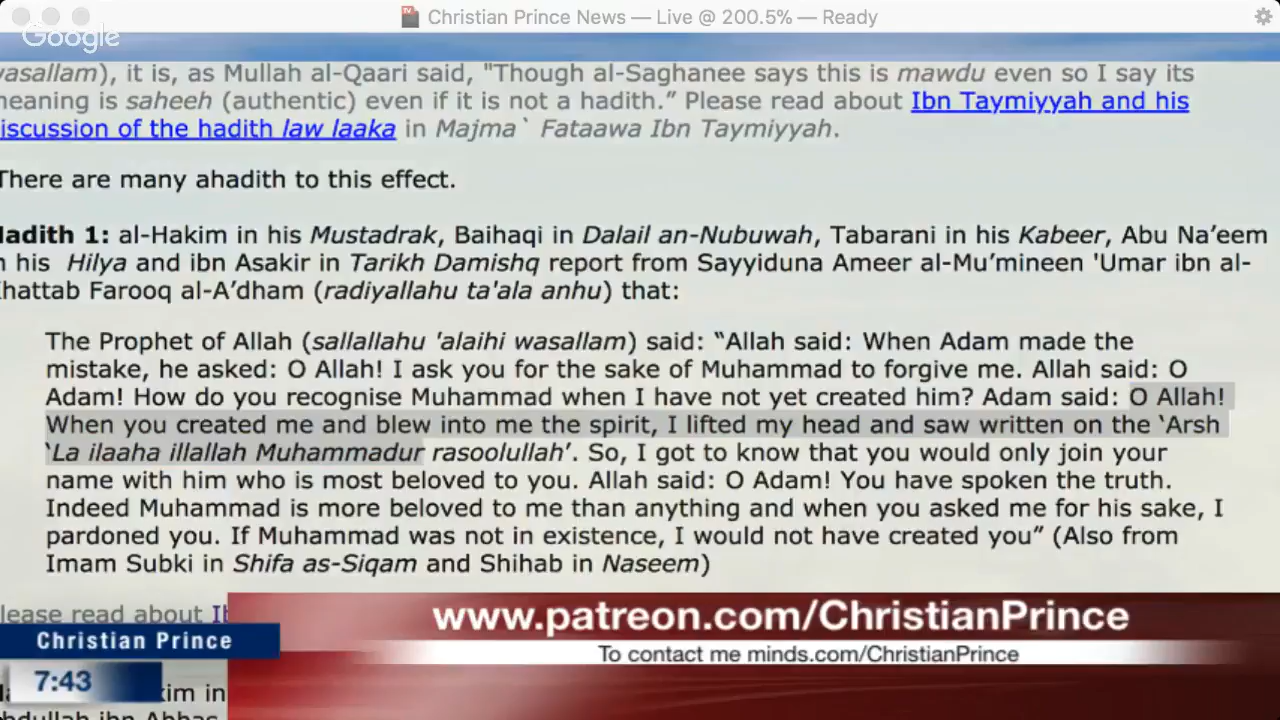 Christian Prince News — Live @ 200.5% — Ready
Google
wasallam), it is, as Mullah al-Qaari said, "Though al-Saghanee says this is mawdu even so I say its
meaning is saheeh (authentic) even if it is not a hadith.” Please read about Ibn Taymiyyah and his
discussion of the hadith law laaka in Majma` Fataawa Ibn Taymiyyah.
There are many ahadith to this effect.
Hadith 1: al-Hakim in his Mustadrak, Baihaqi in Dalail an-Nubuwah, Tabarani in his Kabeer, Abu Na’eem
in his Hilya and ibn Asakir in Tarikh Damishq report from Sayyiduna Ameer al-Mu’mineen 'Umar ibn al-
Khattab Farooq al-A’dham (radiyallahu ta'ala anhu) that:
The Prophet of Allah (sallallahu 'alaihi wasallam) said: “Allah said: When Adam made the
mistake, he asked: O Allah! I ask you for the sake of Muhammad to forgive me. Allah said: O
Adam! How do you recognise Muhammad when I have not yet created him? Adam said: O Allah!
When you created me and blew into me the spirit, I lifted my head and saw written on the ‘Arsh
‘La ilaaha illallah Muhammadur rasoolullah’. So, I got to know that you would only join your
name with him who is most beloved to you. Allah said: O Adam! You have spoken the truth.
Indeed Muhammad is more beloved to me than anything and when you asked me for his sake, I
pardoned you. If Muhammad was not in existence, I would not have created you” (Also from
Imam Subki in Shifa as-Siqam and Shihab in Naseem)
Please read about
www.patreon.com/ChristianPrince
Christian Prince
To contact me minds.com/ChristianPrince
7:43
in